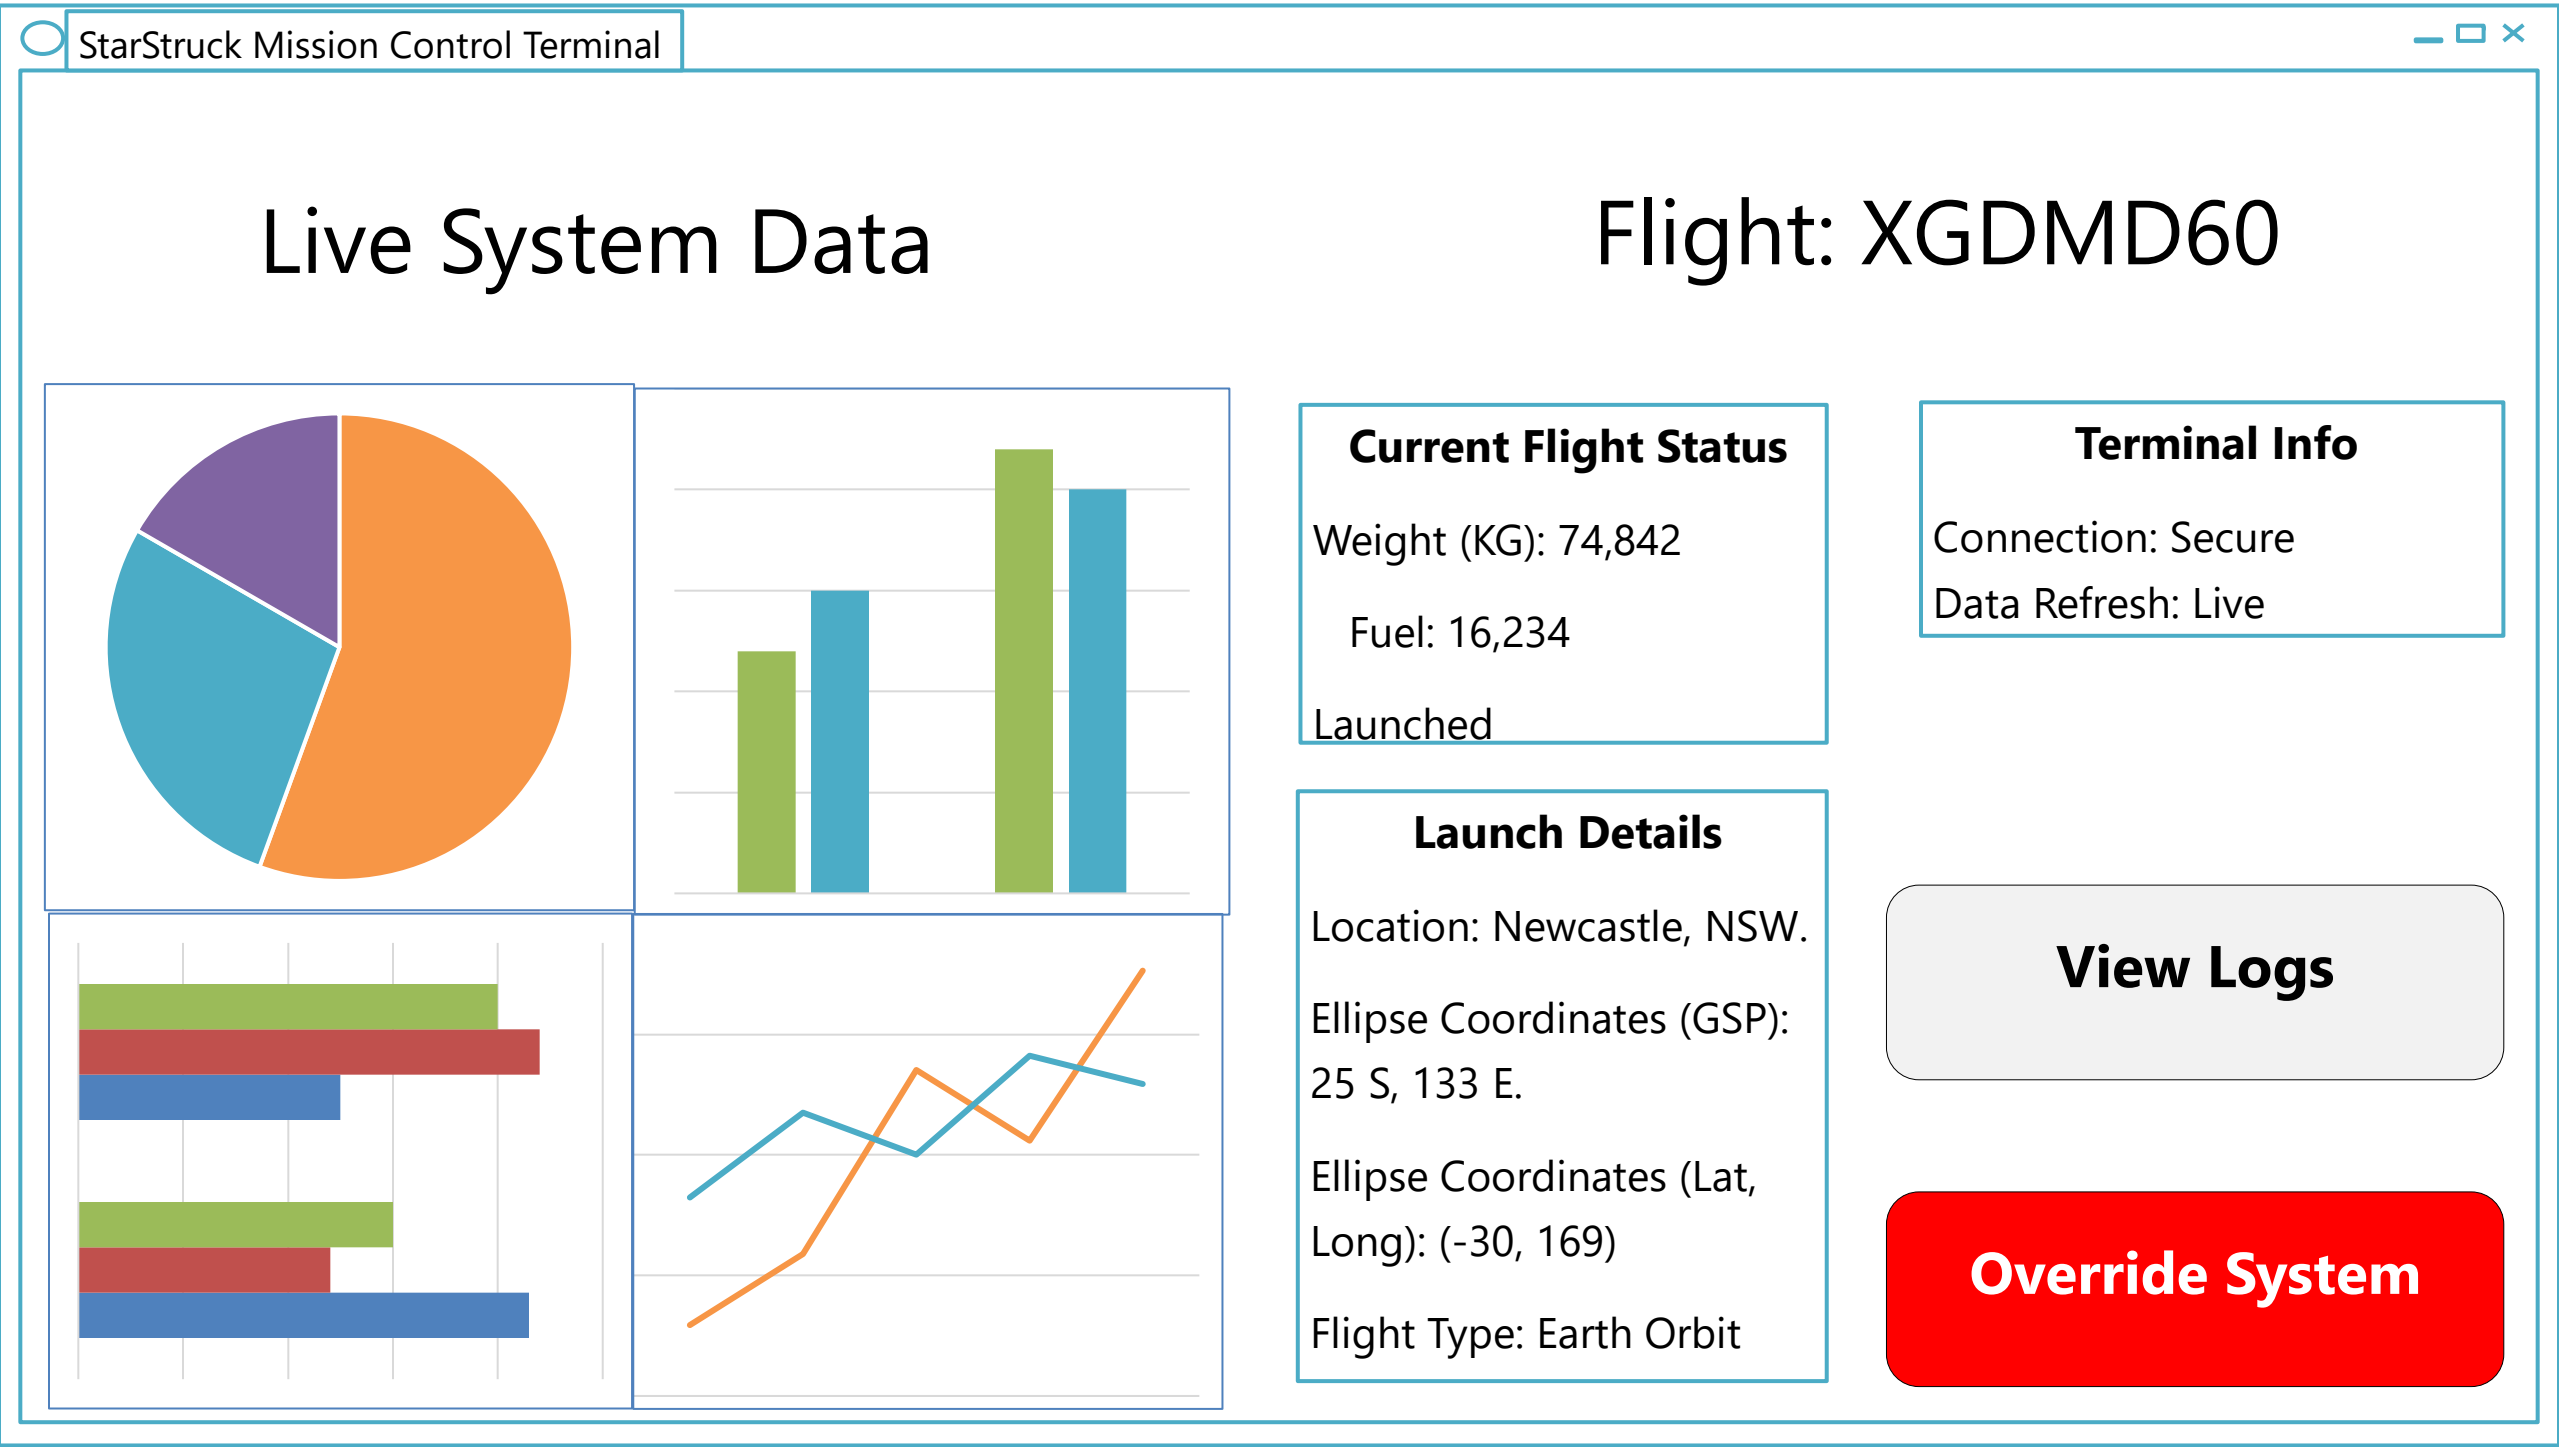 StarStruck Mission Control Terminal
Live System Data
Flight: XGDMD60
Current Flight Status
Weight (KG): 74,842
Fuel: 16,234
Launched
Terminal Info
Connection: Secure
Data Refresh: Live
Launch Details
Location: Newcastle, NSW.
Ellipse Coordinates (GSP):
25 S, 133 E.
Ellipse Coordinates (Lat,
Long): (-30, 169)
Flight Type: Earth Orbit
View Logs
Override System